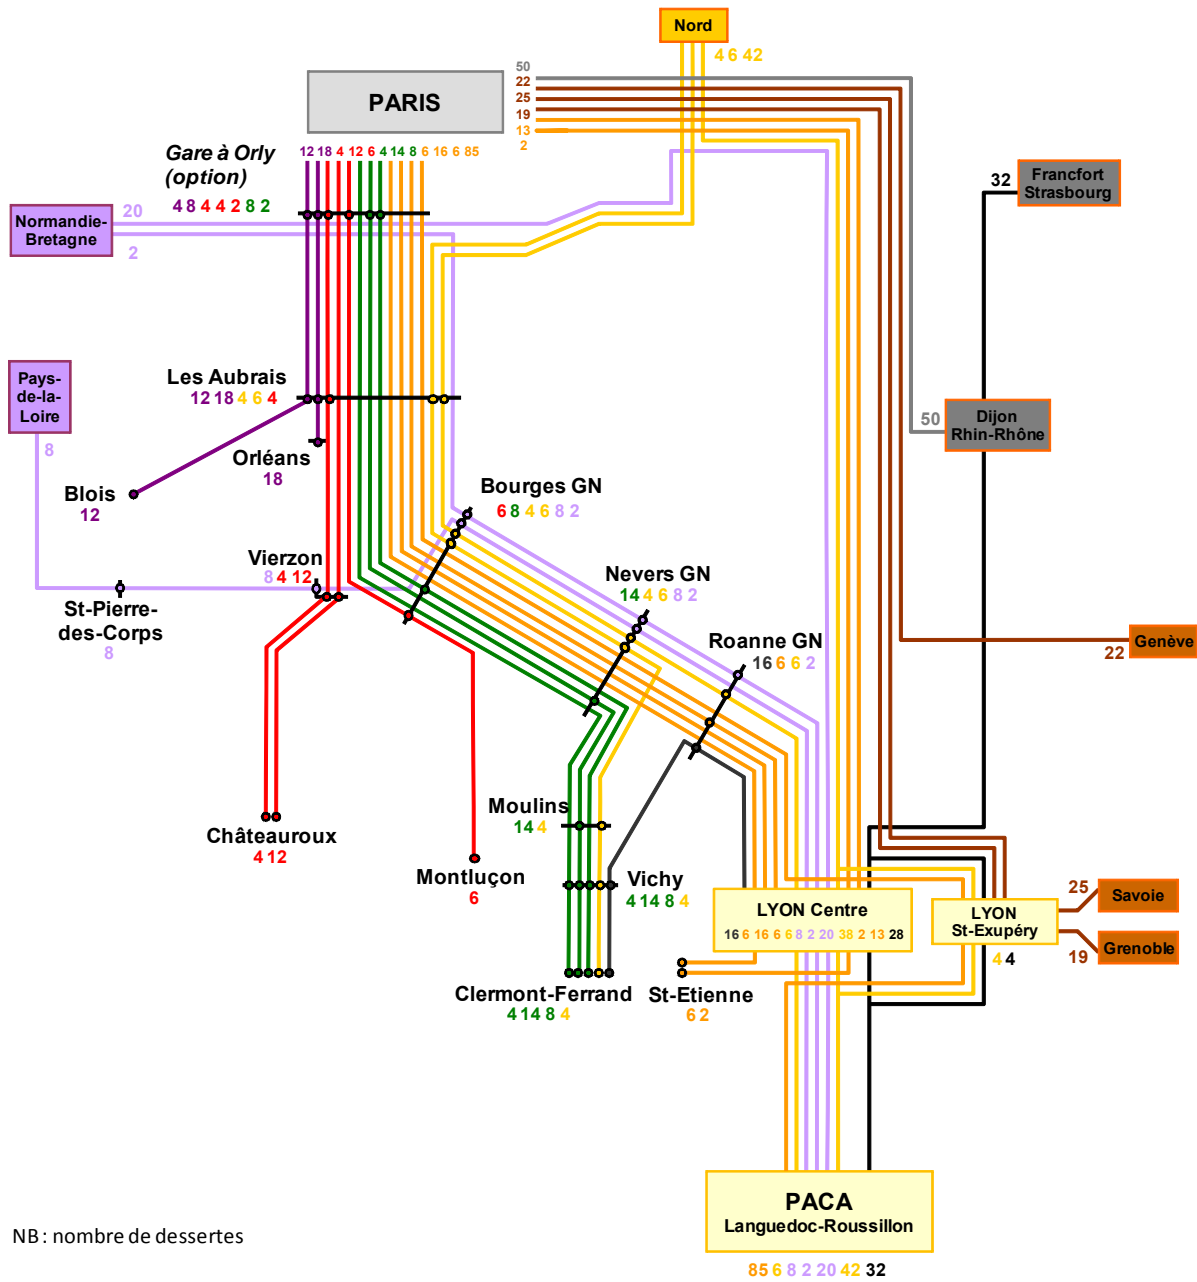 Nord
4 6 42
PARIS
50
22
25
19
13
2
Gare à Orly
(option)
12 18 4 12 6 4 14 8 6 16 6 85
4 8 4 4 2 8 2
Normandie-
Bretagne
20
2
32
Francfort
Strasbourg
Pays-
de-la-
Loire
8
Les Aubrais
12 18 4 6 4
50
Dijon
Rhin-Rhône
Orléans
18
Blois
12
Bourges GN
6 8 4 6 8 2
Vierzon
8 4 12
St-Pierre-
des-Corps
8
Nevers GN
14 4 6 8 2
Roanne GN
16 6 6 2
Genève
22
Moulins
14 4
Châteauroux
4 12
Montluçon
6
Vichy
4 14 8 4
LYON Centre
16 6 16 6 6 8 2 20 38 2 13 28
LYON
St-Exupéry
4 4
25
Savoie
19
Grenoble
Clermont-Ferrand
4 14 8 4
St-Etienne
6 2
PACA
Languedoc-Roussillon
85 6 8 2 20 42 32
NB : nombre de dessertes